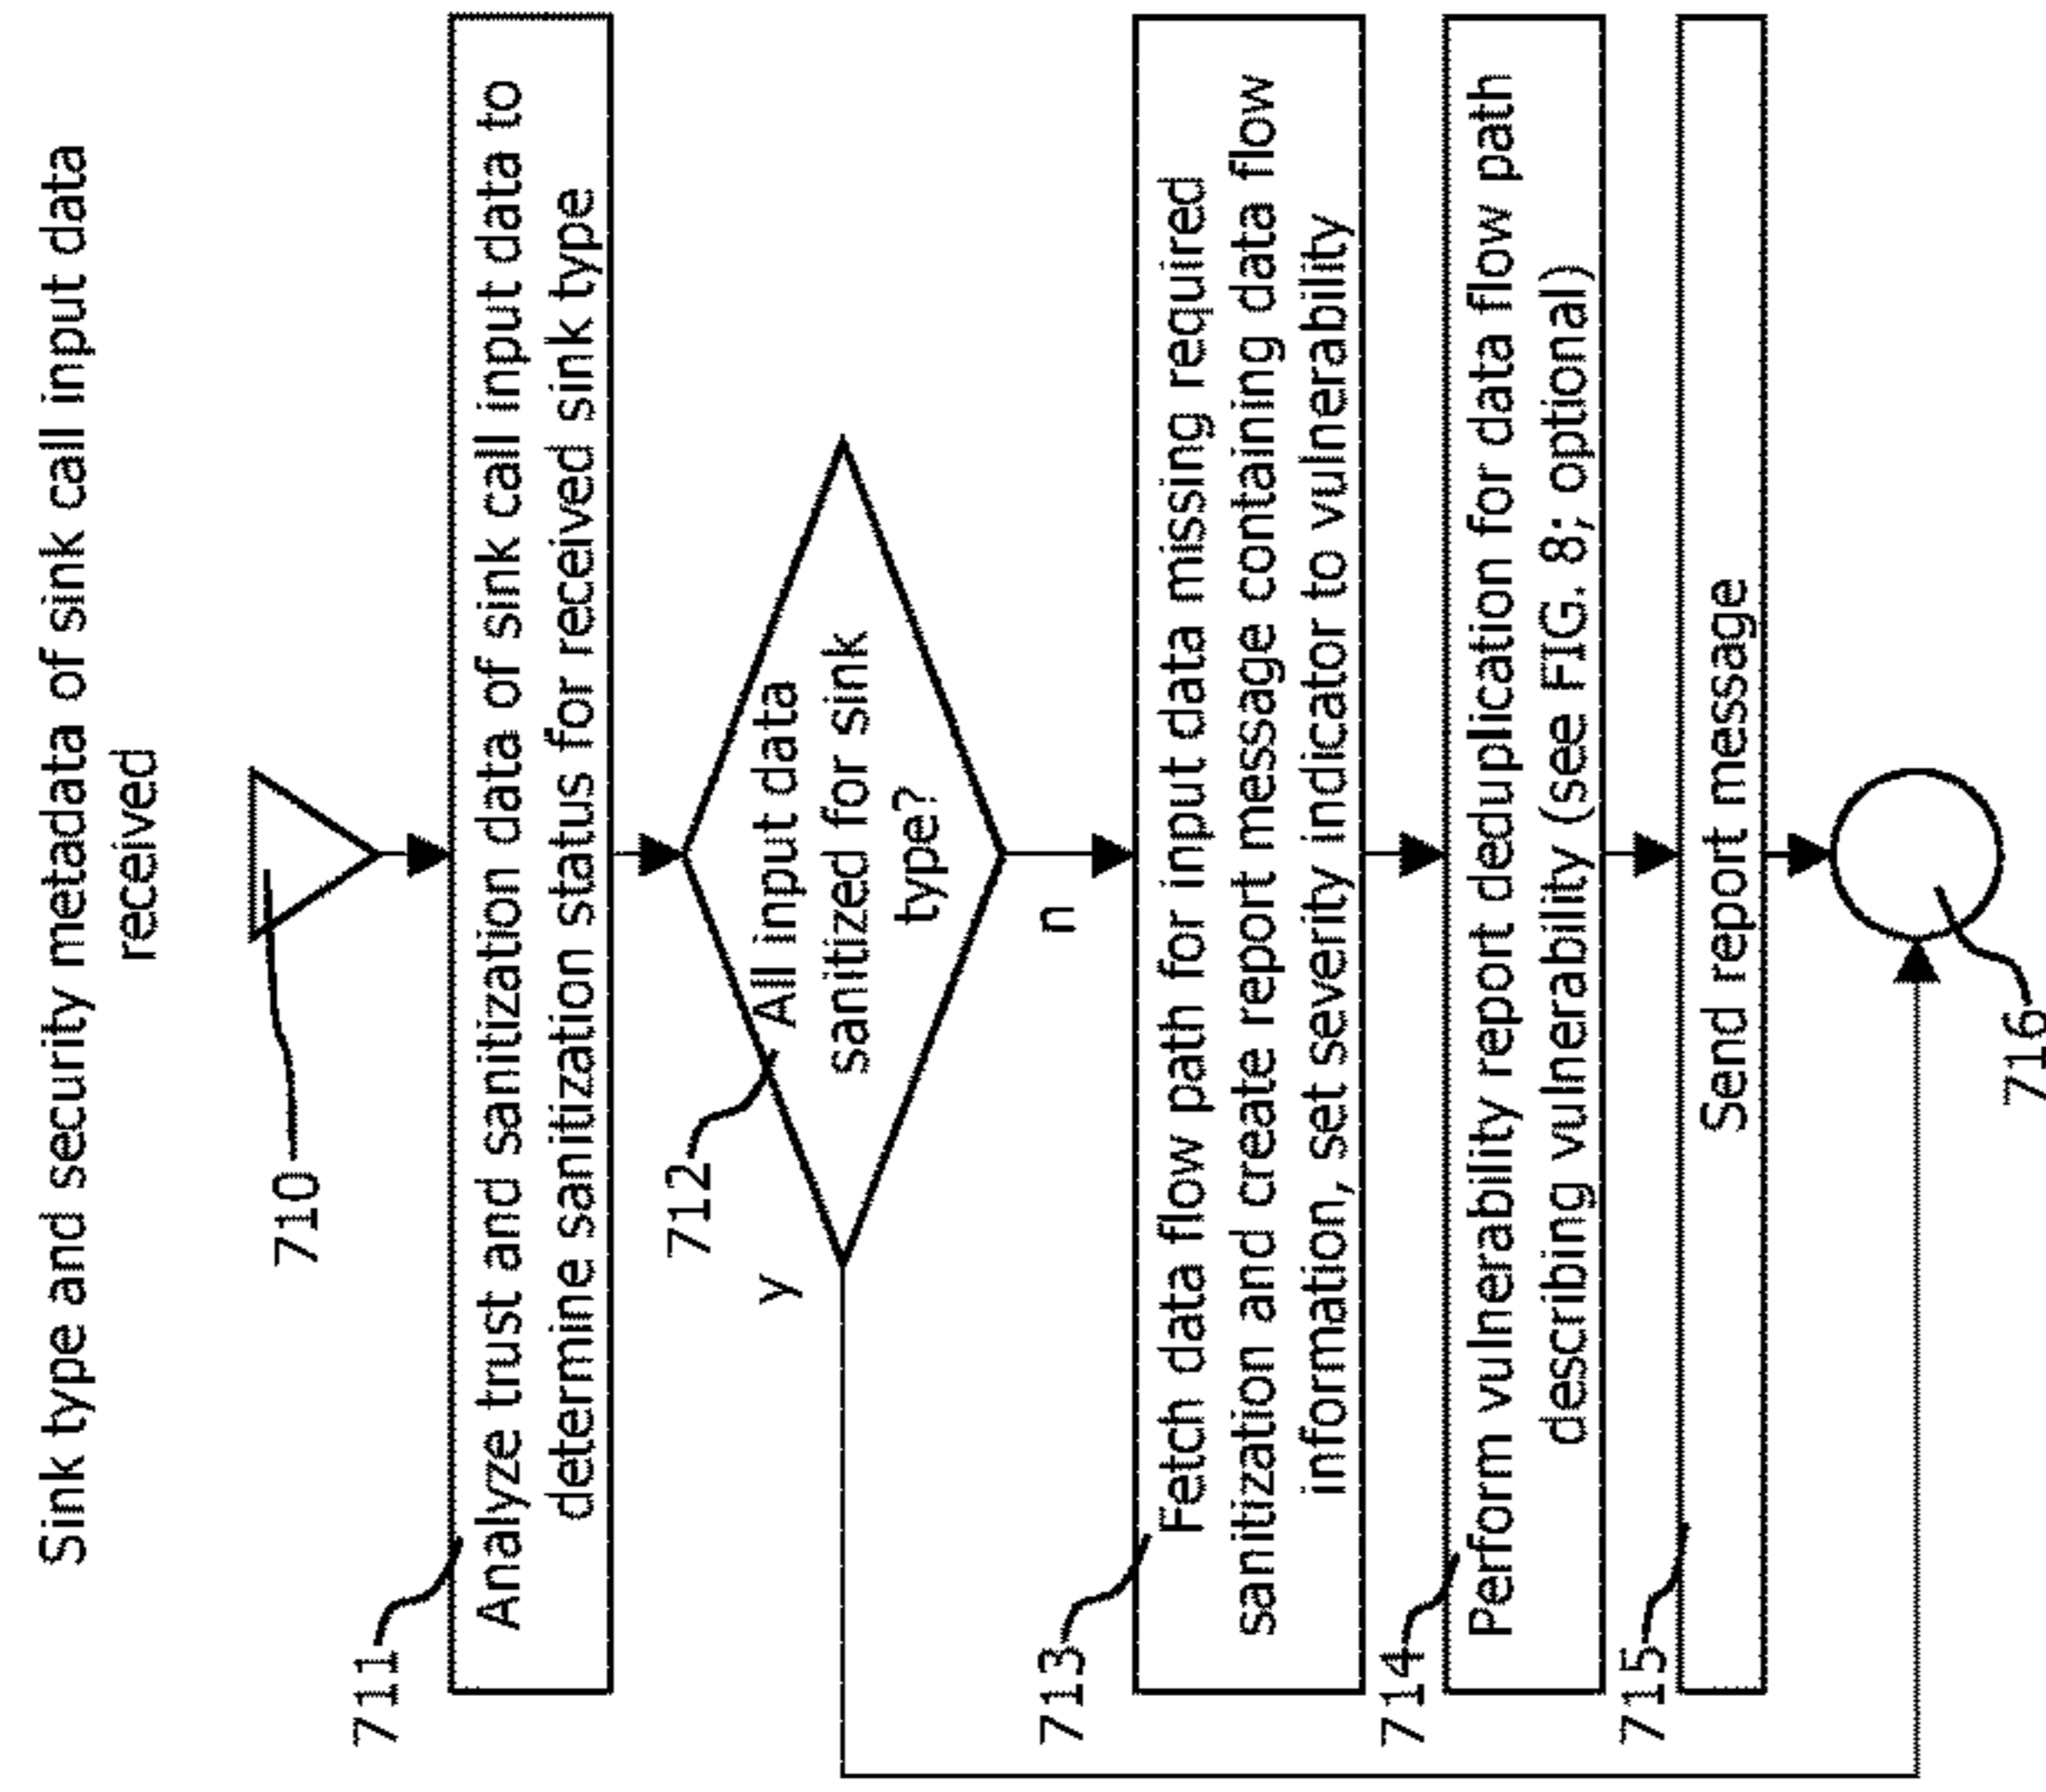 Sink type and security metadata of sink call input data
received
710
711
Analyze trust and sanitization data of sink call input data to
determine sanitization status for received sink type
712
All input data
sanitized for sink
type?
y
n
713
Fetch data flow path for input data missing required
sanitization and create report message containing data flow
information, set severity indicator to vulnerability
714
Perform vulnerability report deduplication for data flow path
describing vulnerability (see FIG. 8; optional)
715
Send report message
716